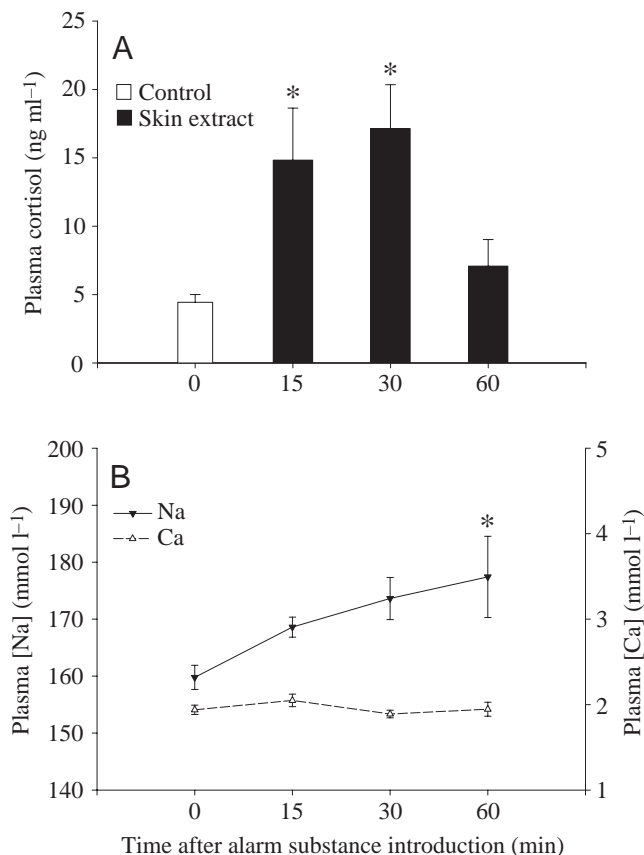 A
Plasma cortisol (ng ml⁻¹)
25
20
15
10
5
0
Control
Skin extract
*
*
0 15 30 60
B
Plasma [Na] (mmol l⁻¹)
200
190
180
170
160
150
140
Na
Ca
*
5
4
3
2
1
Plasma [Ca] (mmol l⁻¹)
0 15 30 60
Time after alarm substance introduction (min)